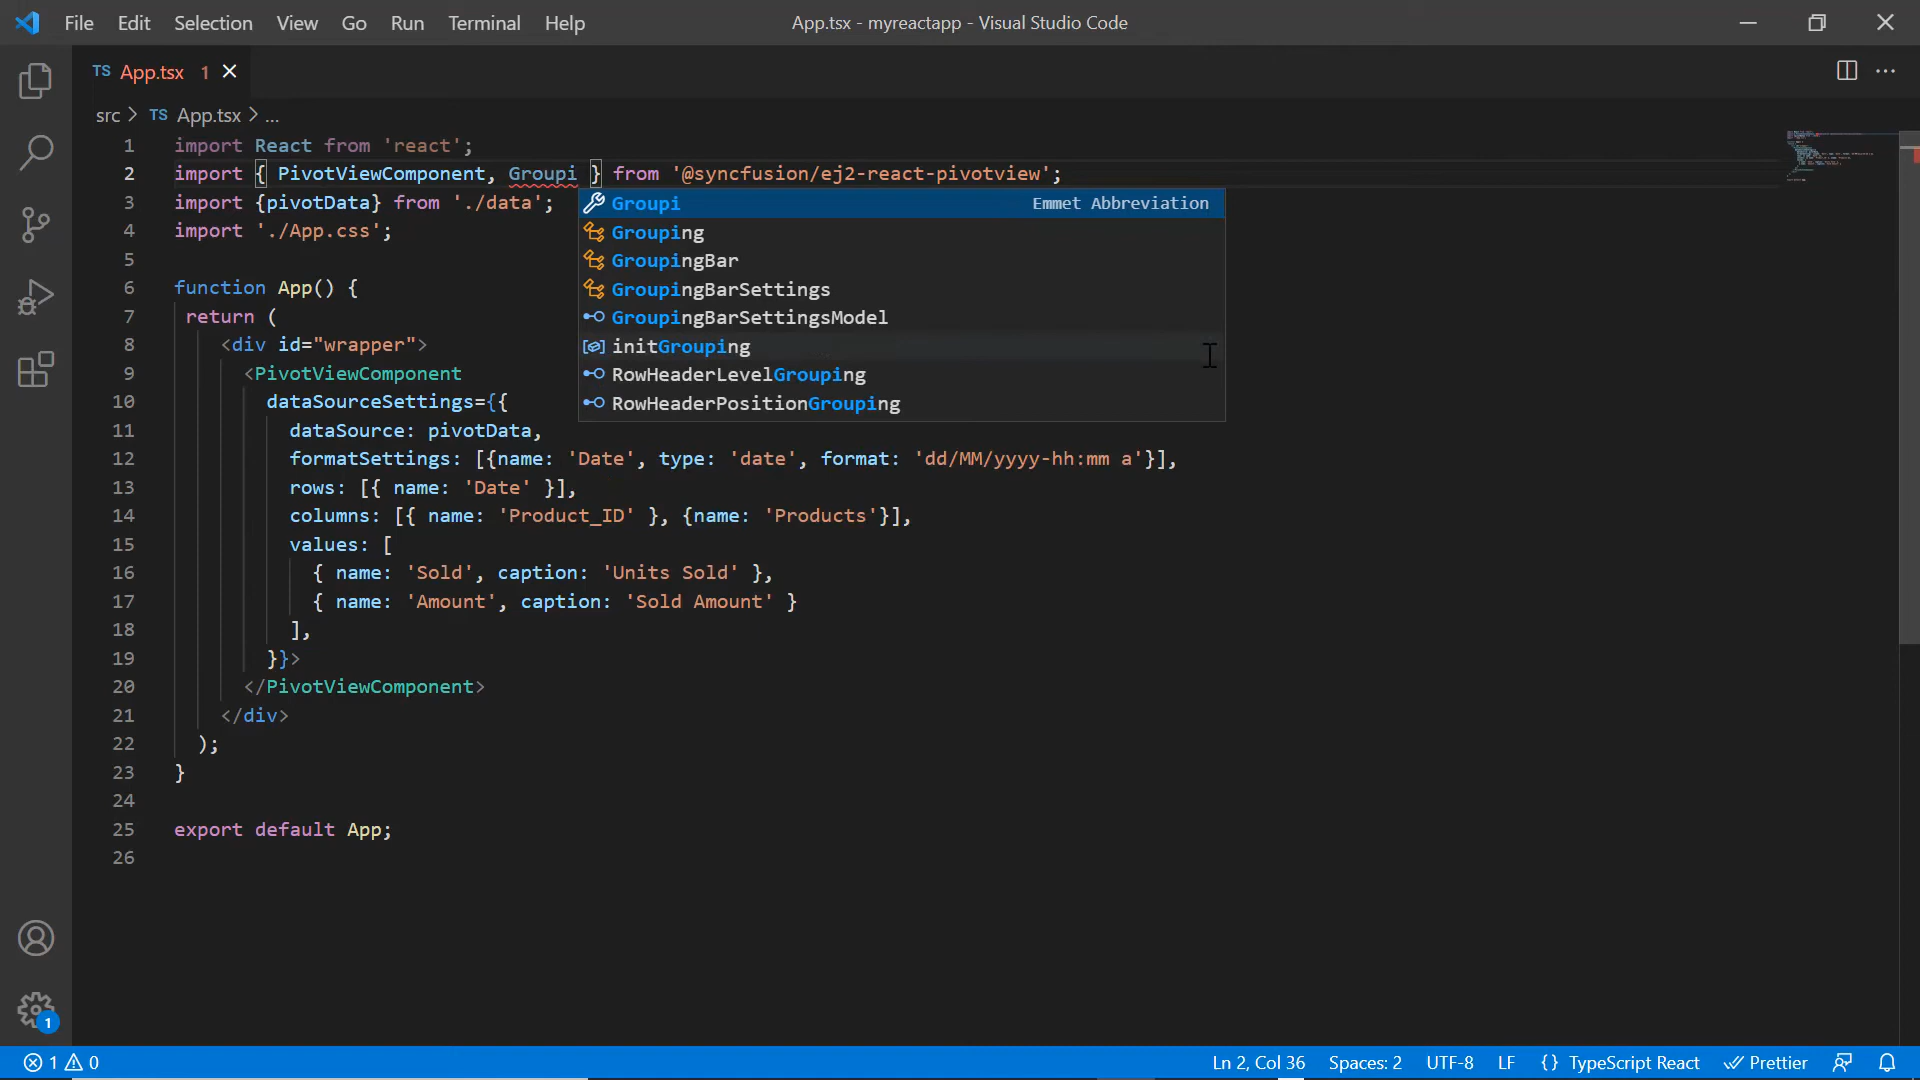 File Edit Selection View Go Run Terminal Help App.tsx - myreactapp - Visual Studio Code
TS App.tsx 1
src > TS App.tsx > ...
1 import React from 'react';
2 import { PivotViewComponent, Groupi } from '@syncfusion/ej2-react-pivotview';
3 import {pivotData} from './data';
4 import './App.css';
5
6 function App() {
7 return (
8 <div id="wrapper">
9 <PivotViewComponent
10 dataSourceSettings={{
11 dataSource: pivotData,
12 formatSettings: [{name: 'Date', type: 'date', format: 'dd/MM/yyyy-hh:mm a'}],
13 rows: [{ name: 'Date' }],
14 columns: [{ name: 'Product_ID' }, {name: 'Products'}],
15 values: [
16 { name: 'Sold', caption: 'Units Sold' },
17 { name: 'Amount', caption: 'Sold Amount' }
18 ],
19 }}>
20 </PivotViewComponent>
21 </div>
22 );
23 }
24
25 export default App;
26
Groupi Emmet Abbreviation
Grouping
GroupingBar
GroupingBarSettings
GroupingBarSettingsModel
initGrouping
RowHeaderLevelGrouping
RowHeaderPositionGrouping
1
1 0 Ln 2, Col 36 Spaces: 2 UTF-8 LF {} TypeScript React Prettier